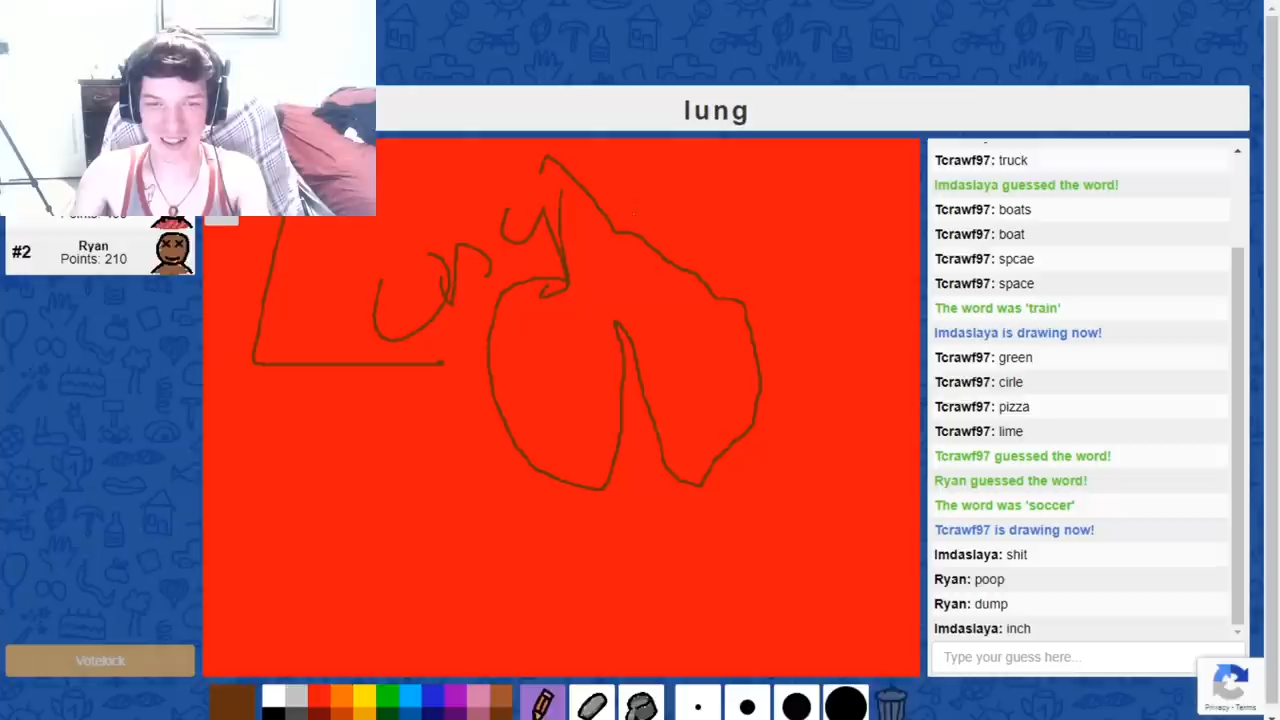 lung
Lung
Points:
#2
Ryan
Points: 210
Tcrawf97: truck
Imdaslaya guessed the word!
Tcrawf97: boats
Tcrawf97: boat
Tcrawf97: spcae
Tcrawf97: space
The word was 'train'
Imdaslaya is drawing now!
Tcrawf97: green
Tcrawf97: cirle
Tcrawf97: pizza
Tcrawf97: lime
Tcrawf97 guessed the word!
Ryan guessed the word!
The word was 'soccer'
Tcrawf97 is drawing now!
Imdaslaya: shit
Ryan: poop
Ryan: dump
Imdaslaya: inch
Type your guess here...
Votekick
Privacy - Terms